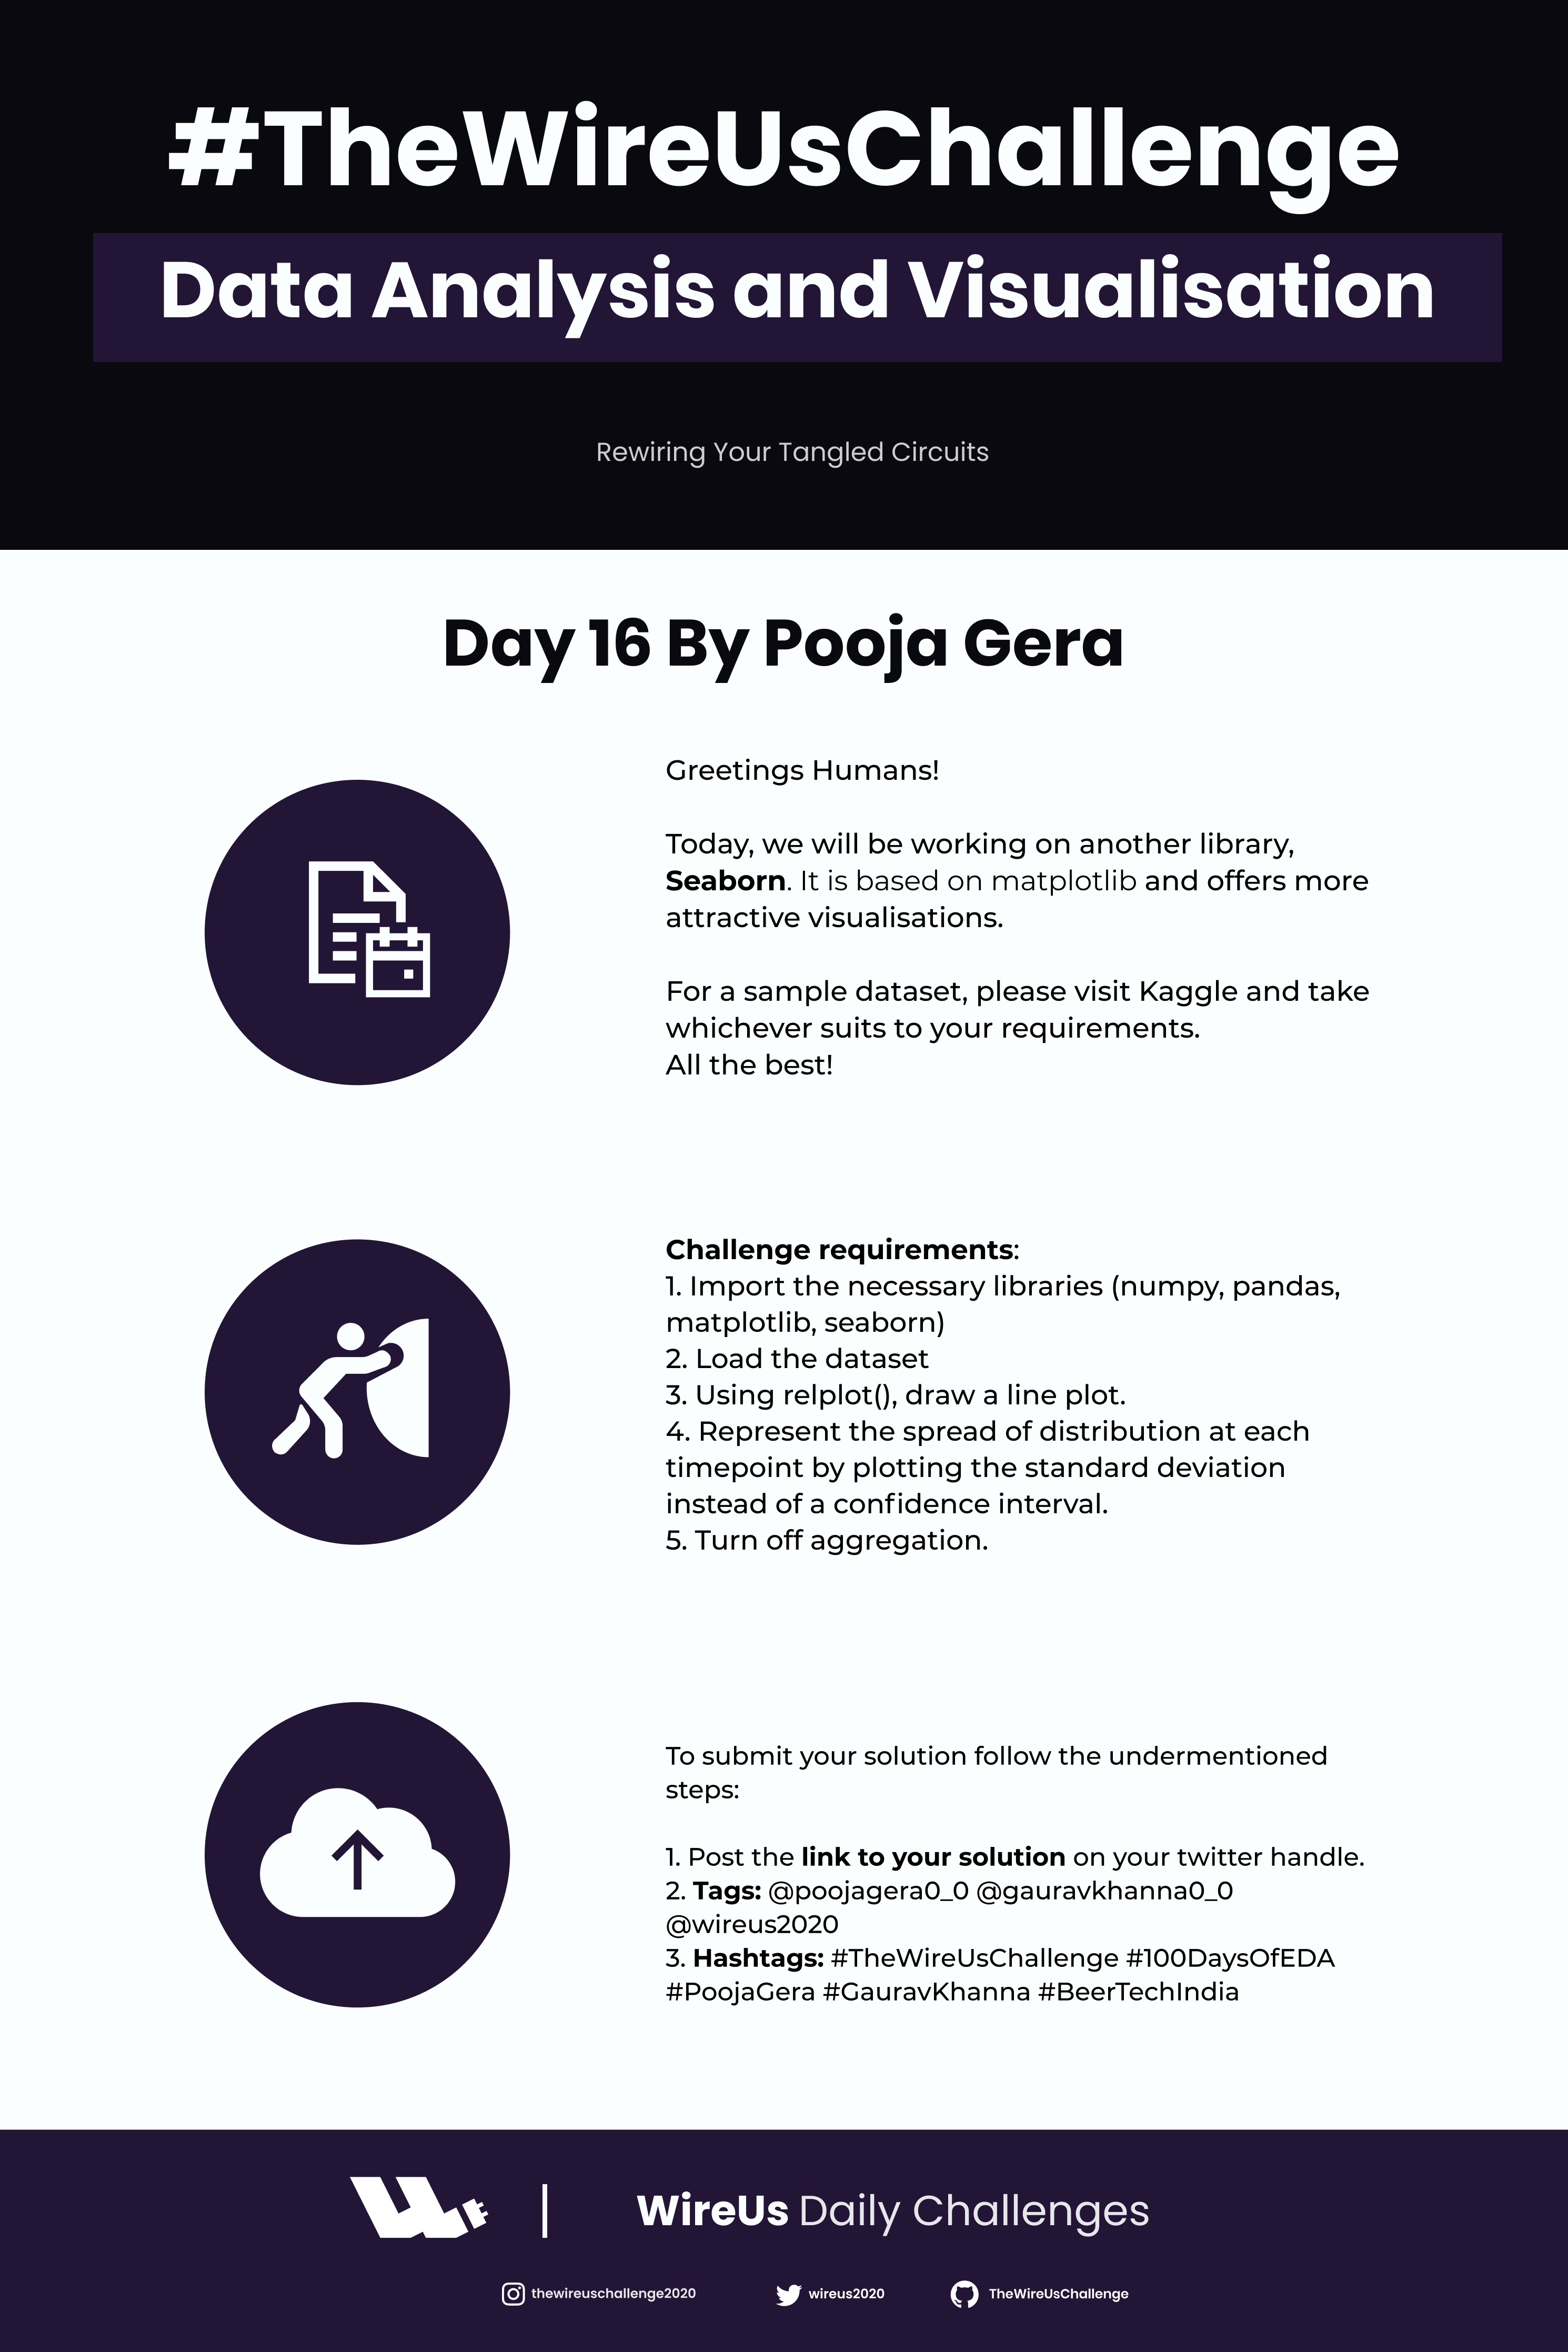 #TheWireUsChallenge
Data Analysis and Visualisation
Rewiring Your Tangled Circuits
Day 16 By Pooja Gera
Greetings Humans!
Today, we will be working on another library,
Seaborn. It is based on matplotlib and offers more
attractive visualisations.
For a sample dataset, please visit Kaggle and take
whichever suits to your requirements.
All the best!
Challenge requirements:
1. Import the necessary libraries (numpy, pandas,
matplotlib, seaborn)
2. Load the dataset
3. Using relplot(), draw a line plot.
4. Represent the spread of distribution at each
timepoint by plotting the standard deviation
instead of a confidence interval.
5. Turn off aggregation.
To submit your solution follow the undermentioned
steps:
1. Post the link to your solution on your twitter handle.
2. Tags: @poojagera0_0 @gauravkhanna0_0
@wireus2020
3. Hashtags: #TheWireUsChallenge #100DaysOfEDA
#PoojaGera #GauravKhanna #BeerTechIndia
WireUs Daily Challenges
thewireuschallenge2020 wireus2020 TheWireUsChallenge